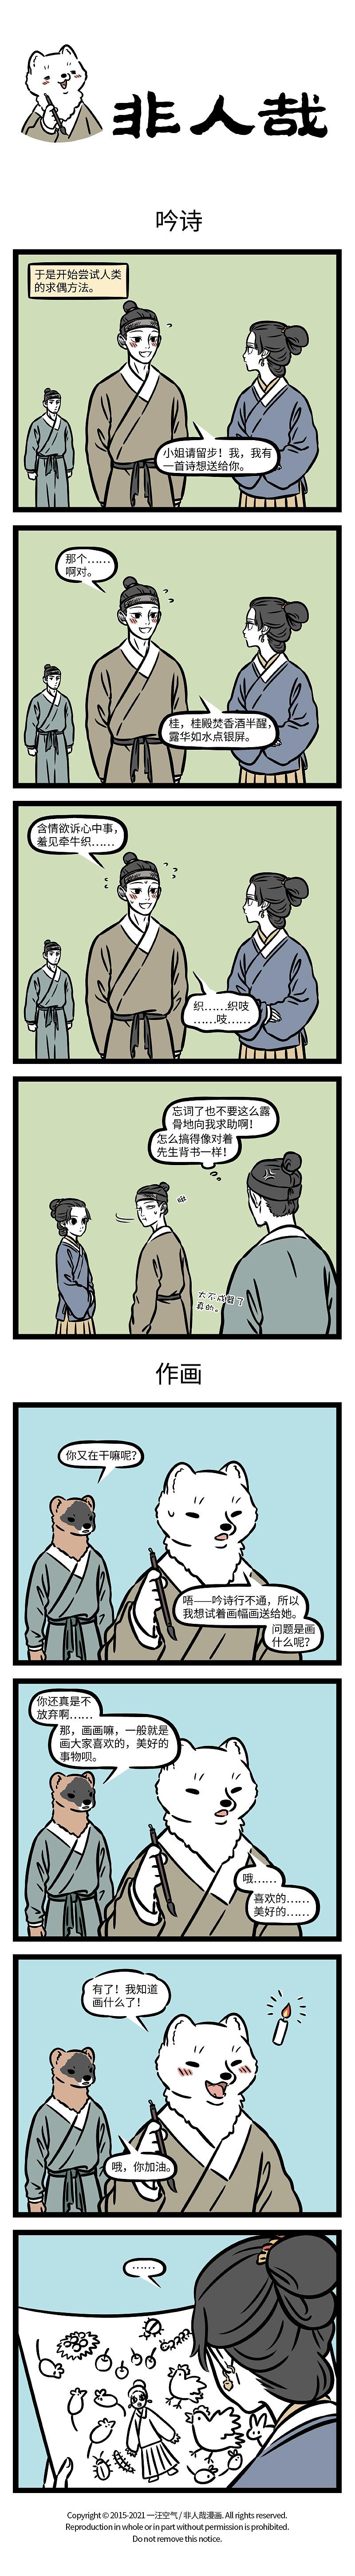 非人哉
吟诗
于是开始尝试人类
的求偶方法。
小姐请留步！我，我有
一首诗想送给你。
那个……
啊对。
桂，桂殿焚香酒半醒，
露华如水点银屏。
含情欲诉心中事，
羞见牵牛织……
织……织吱
……吱……
忘词了也不要这么露
骨地向我求助啊！
怎么搞得像对着
先生背书一样！
太不成器了
真的。
作画
你又在干嘛呢？
唔——吟诗行不通，所以
我想试着画幅画送给她。
问题是画
什么呢？
你还真是不
放弃啊……
那，画画嘛，一般就是
画大家喜欢的，美好的
事物呗。
哦……
喜欢的……
美好的……
有了！我知道
画什么了！
哦，你加油。
……
Copyright © 2015-2021 一汪空气 / 非人哉漫画. All rights reserved.
Reproduction in whole or in part without permission is prohibited.
Do not remove this notice.